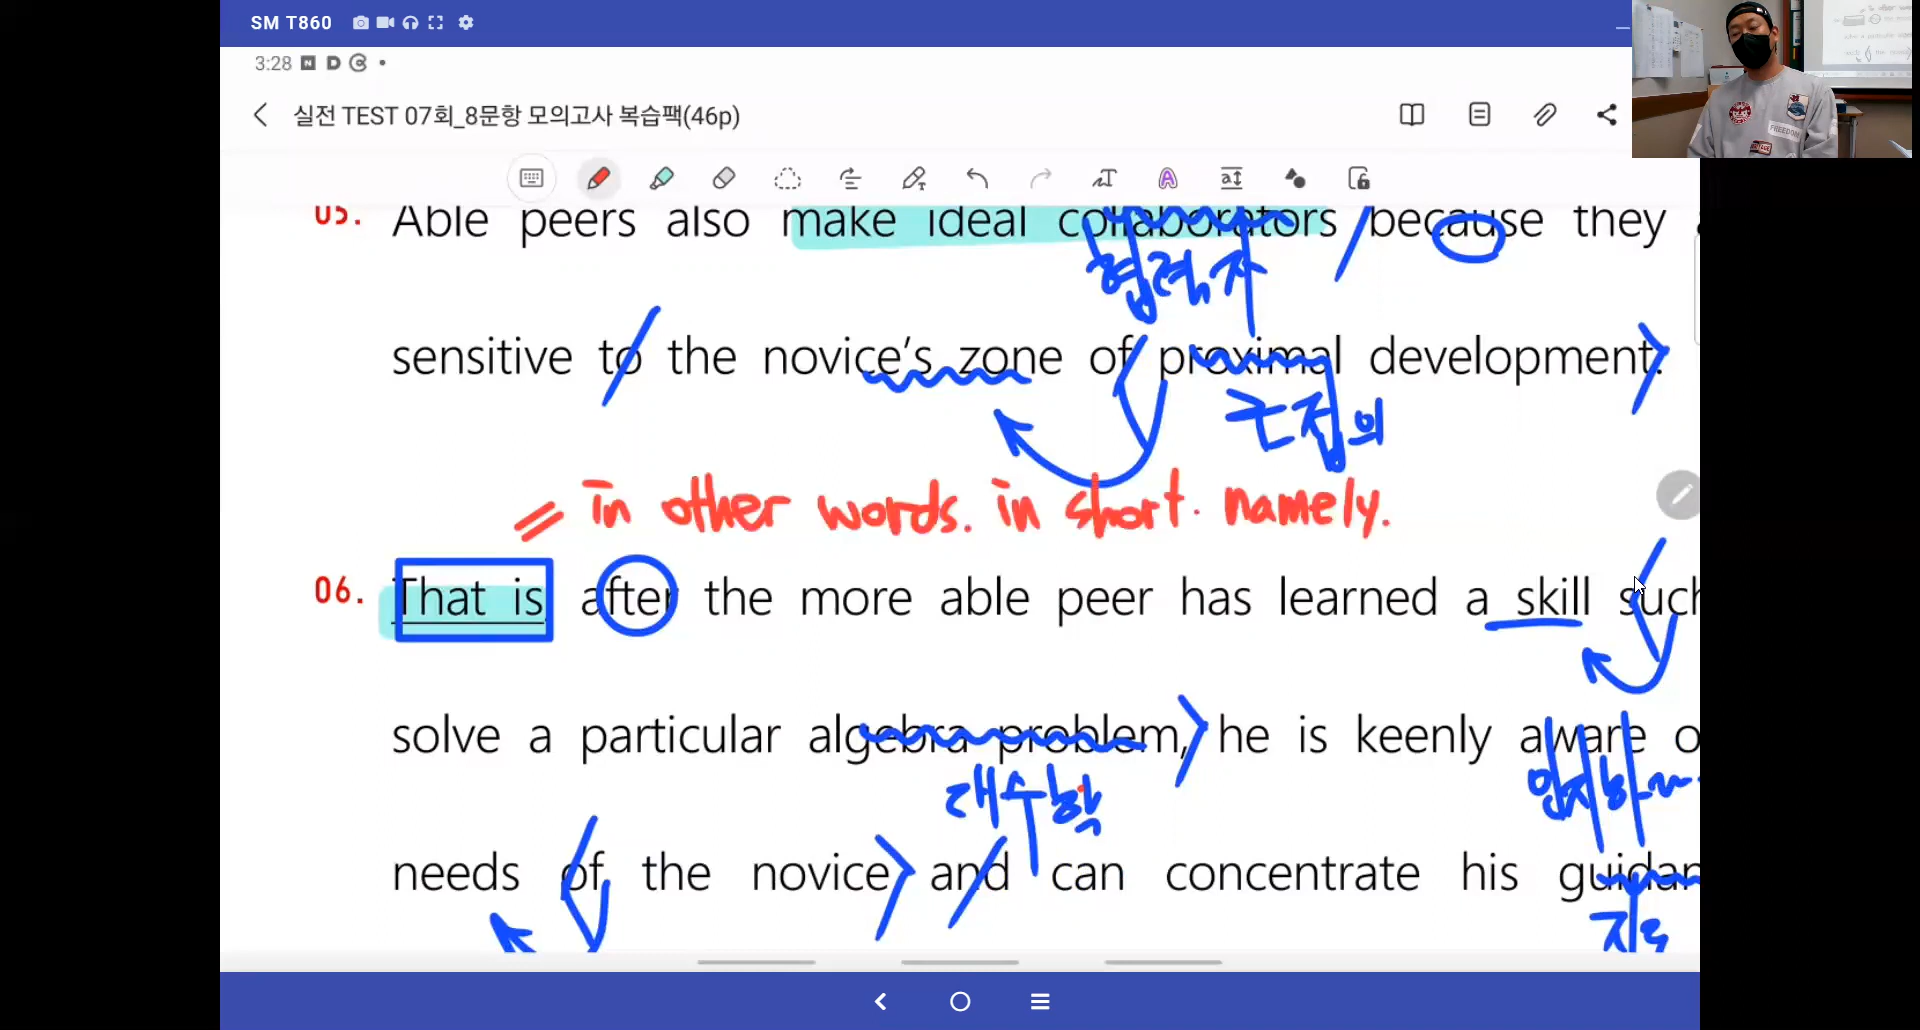 SM T860
3:28
실전 TEST 07회_8문항 모의고사 복습팩(46p)
05. Able peers also make ideal collaborators because they
협력자
sensitive to the novice's zone of proximal development.
근접의
= in other words. in short. namely.
06. That is, after the more able peer has learned a skill such
solve a particular algebra problem, he is keenly aware
대수학
needs of the novice and can concentrate his
지도
FREEDOM